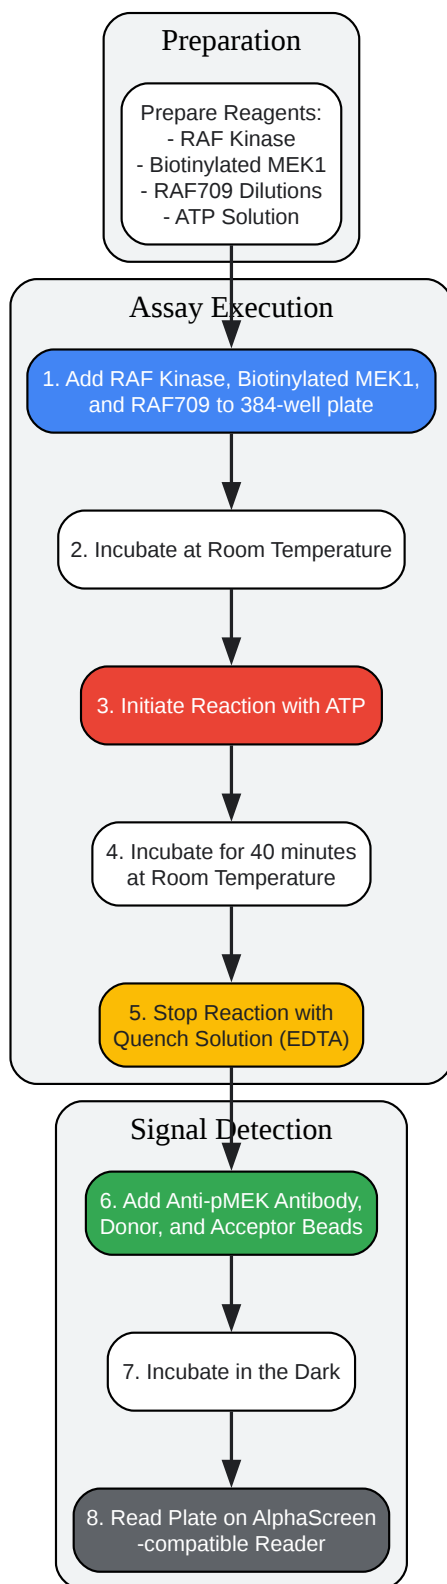 Preparation
Prepare Reagents:
- RAF Kinase
- Biotinylated MEK1
- RAF709 Dilutions
- ATP Solution
Assay Execution
1. Add RAF Kinase, Biotinylated MEK1,
and RAF709 to 384-well plate
2. Incubate at Room Temperature
3. Initiate Reaction with ATP
4. Incubate for 40 minutes
at Room Temperature
5. Stop Reaction with
Quench Solution (EDTA)
Signal Detection
6. Add Anti-pMEK Antibody,
Donor, and Acceptor Beads
7. Incubate in the Dark
8. Read Plate on AlphaScreen
-compatible Reader